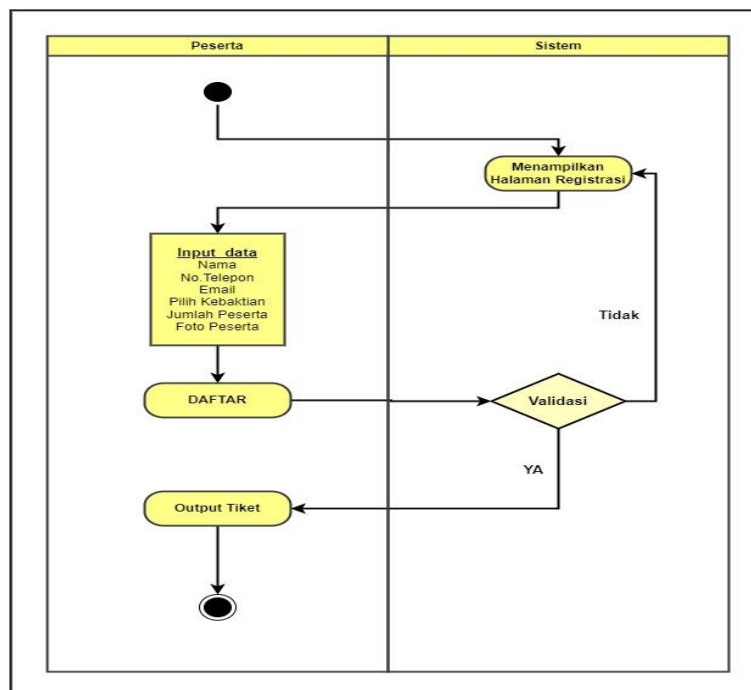 Peserta
Sistem
Menampilkan
Halaman Registrasi
Input data
Nama
No.Telepon
Email
Pilih Kebaktian
Jumlah Peserta
Foto Peserta
Tidak
DAFTAR
Validasi
YA
Output Tiket